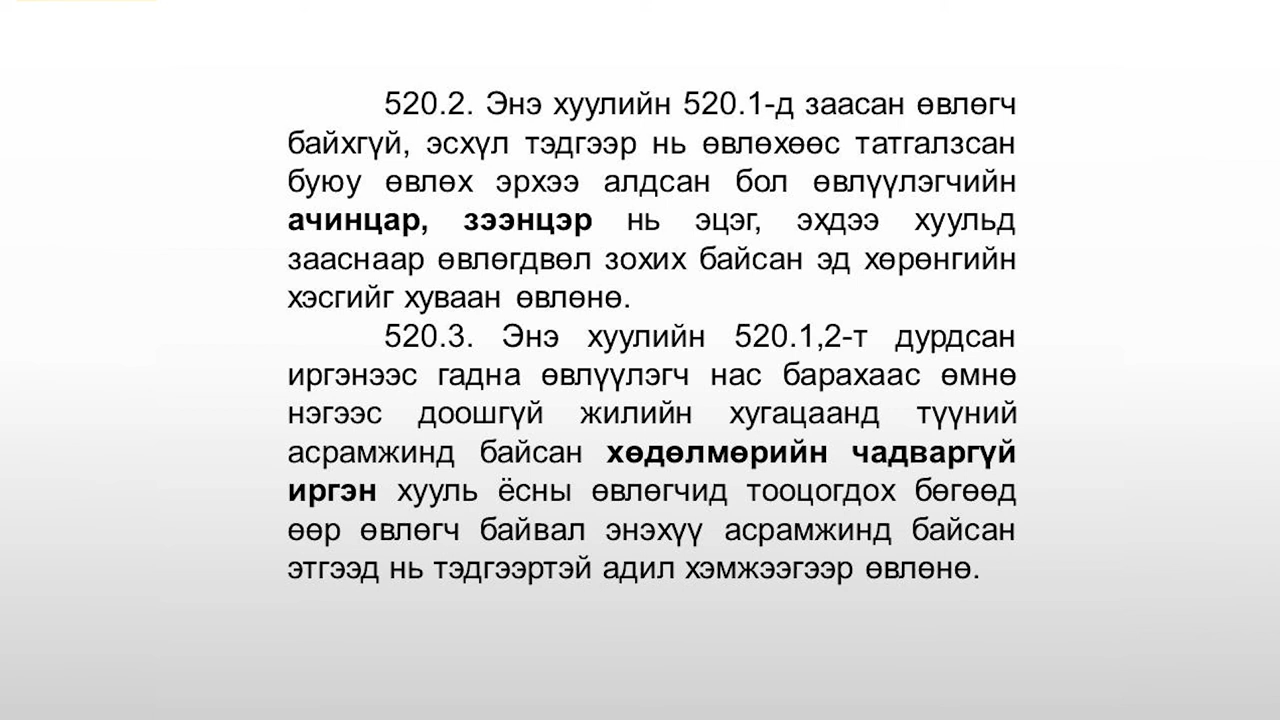 520.2. Энэ хуулийн 520.1-д заасан өвлөгч
байхгүй, эсхүл тэдгээр нь өвлөхөөс татгалзсан
буюу өвлөх эрхээ алдсан бол өвлүүлэгчийн
ачинцар, зээнцэр нь эцэг, эхдээ хуульд
зааснаар өвлөгдвөл зохих байсан эд хөрөнгийн
хэсгийг хуваан өвлөнө.
520.3. Энэ хуулийн 520.1,2-т дурдсан
иргэнээс гадна өвлүүлэгч нас барахаас өмнө
нэгээс доошгүй жилийн хугацаанд түүний
асрамжинд байсан хөдөлмөрийн чадваргүй
иргэн хууль ёсны өвлөгчид тооцогдох бөгөөд
өөр өвлөгч байвал энэхүү асрамжинд байсан
этгээд нь тэдгээртэй адил хэмжээгээр өвлөнө.